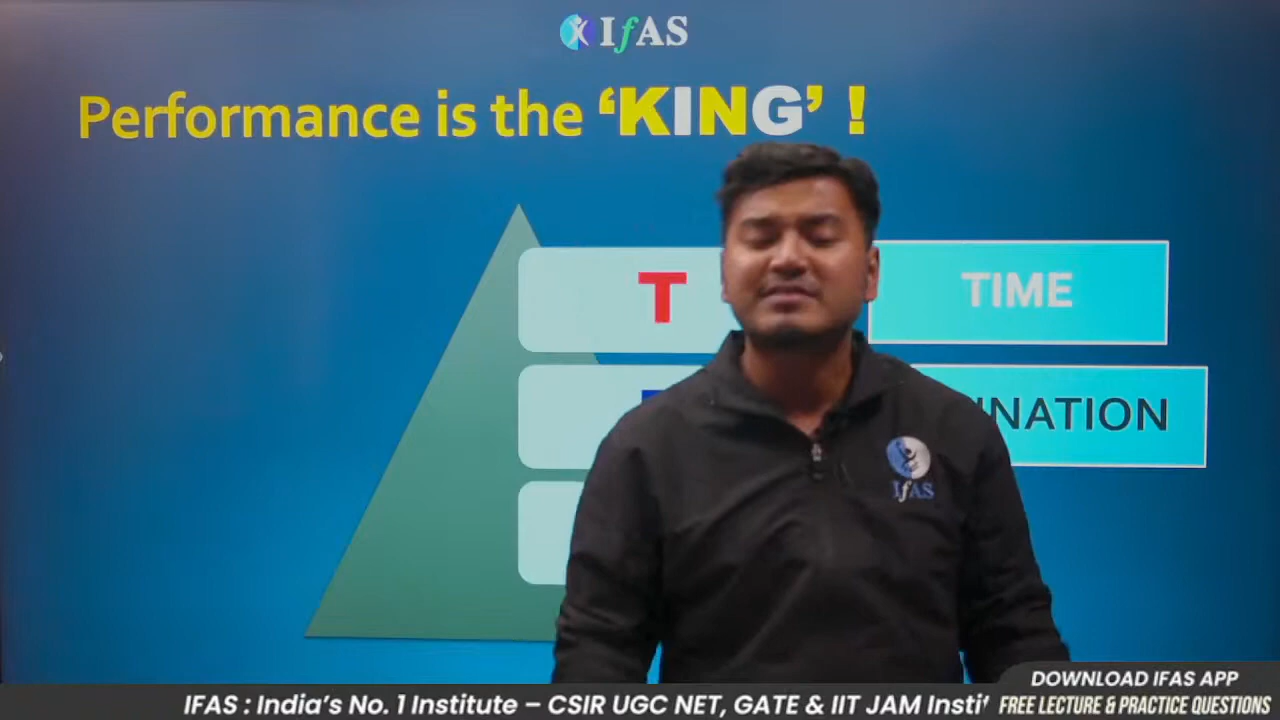 IfAS
Performance is the ‘KING’ !
T
TIME
INATION
IfAS
IFAS : India’s No. 1 Institute – CSIR UGC NET, GATE & IIT JAM Insti
DOWNLOAD IFAS APP
FREE LECTURE & PRACTICE QUESTIONS